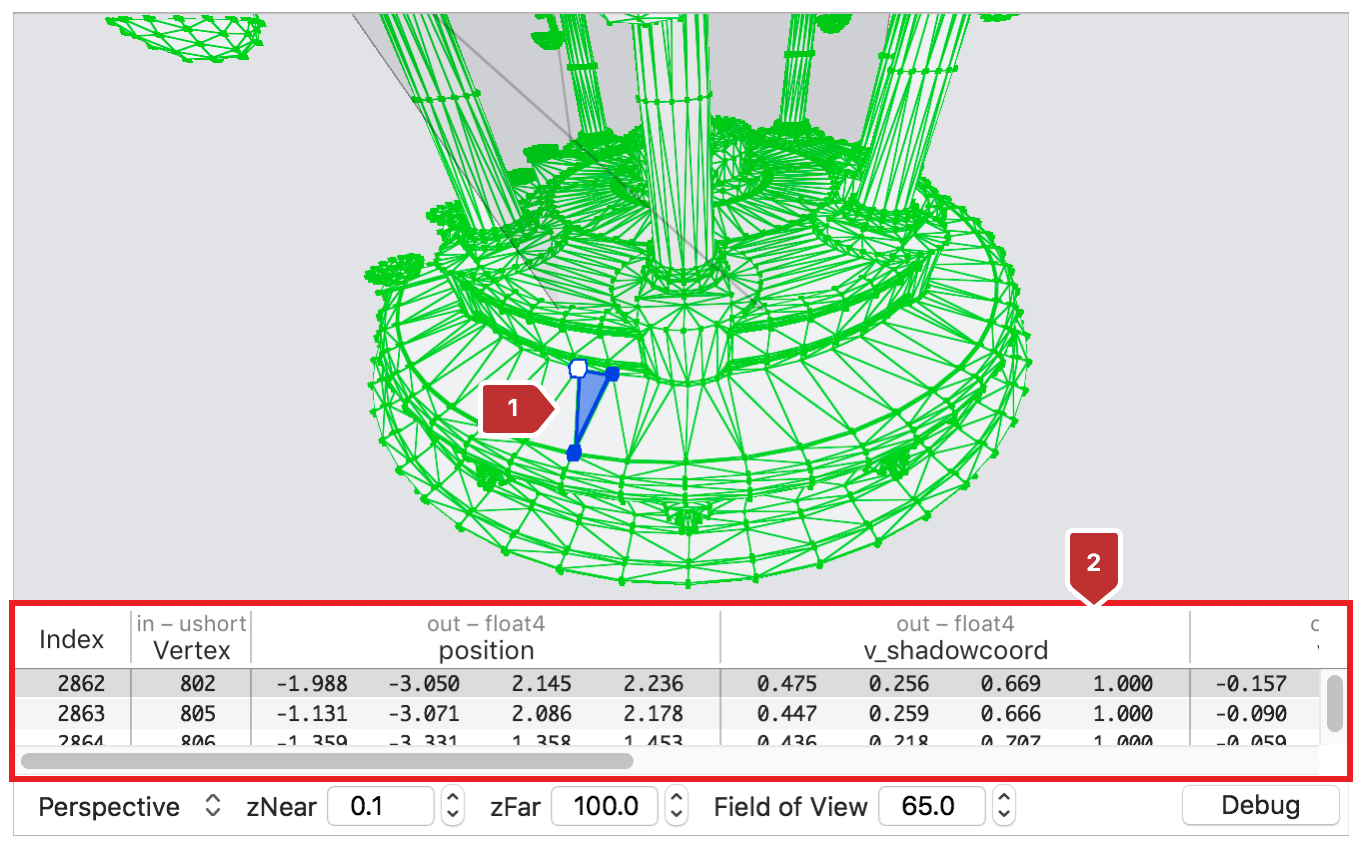 1
2
in – ushort out – float4 out – float4
Index Vertex position v_shadowcoord
2862 802 -1.988 -3.050 2.145 2.236 0.475 0.256 0.669 1.000 -0.157
2863 805 -1.131 -3.071 2.086 2.178 0.447 0.259 0.666 1.000 -0.090
2864 806 -1.359 -3.331 1.358 1.453 0.436 0.218 0.707 1.000 -0.059
Perspective zNear 0.1 zFar 100.0 Field of View 65.0 Debug